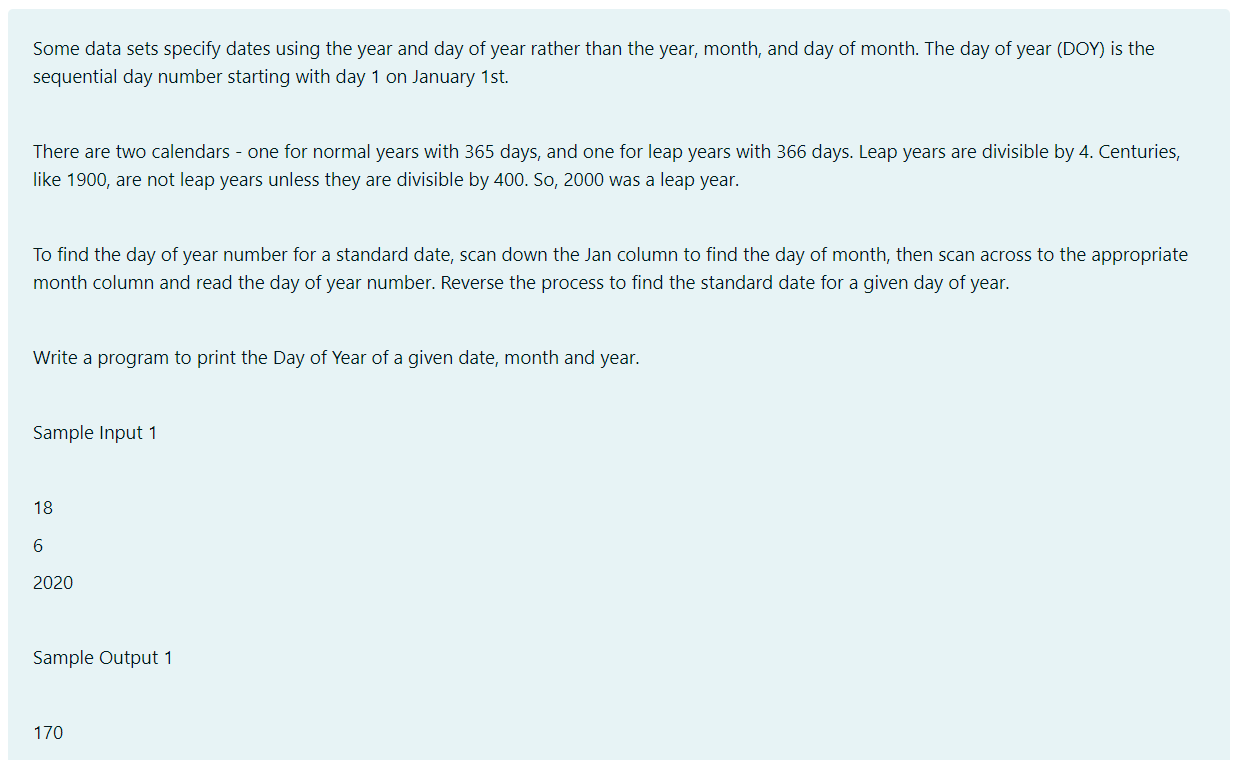 Some data sets specify dates using the year and day of year rather than the year, month, and day of month. The day of year (DOY) is the
sequential day number starting with day 1 on January 1st.
There are two calendars - one for normal years with 365 days, and one for leap years with 366 days. Leap years are divisible by 4. Centuries,
like 1900, are not leap years unless they are divisible by 400. So, 2000 was a leap year.
To find the day of year number for a standard date, scan down the Jan column to find the day of month, then scan across to the appropriate
month column and read the day of year number. Reverse the process to find the standard date for a given day of year.
Write a program to print the Day of Year of a given date, month and year.
Sample Input 1
18
6
2020
Sample Output 1
170